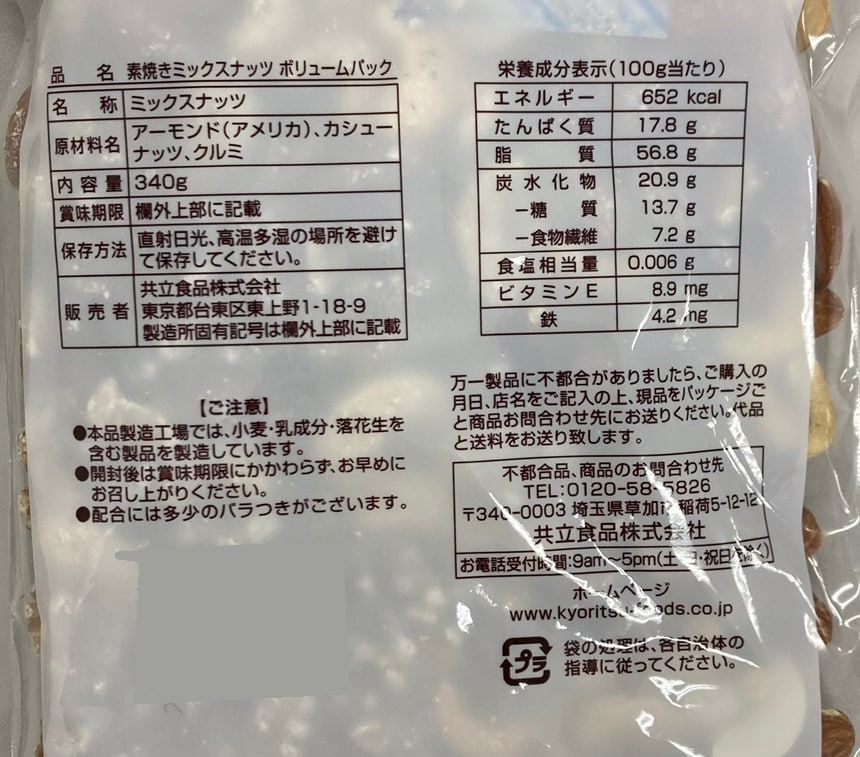 品名 素焼きミックスナッツ ボリュームパック
名称 ミックスナッツ
原材料名 アーモンド(アメリカ)、カシュー
ナッツ、クルミ
内容量 340g
賞味期限 欄外上部に記載
保存方法 直射日光、高温多湿の場所を避け
て保存してください。
販売者 共立食品株式会社
東京都台東区東上野1-18-9
製造所固有記号は欄外上部に記載
【ご注意】
●本品製造工場では、小麦・乳成分・落花生を
含む製品を製造しています。
●開封後は賞味期限にかかわらず、お早めに
お召し上がりください。
●配合には多少のバラつきがございます。
栄養成分表示(100g当たり)
エネルギー 652 kcal
たんぱく質 17.8 g
脂質 56.8 g
炭水化物 20.9 g
-糖質 13.7 g
-食物繊維 7.2 g
食塩相当量 0.006 g
ビタミンE 8.9 mg
鉄 4.2 mg
万一製品に不都合がありましたら、ご購入の
月日、店名をご記入の上、現品をパッケージご
と商品お問合わせ先にお送りください。代品
と送料をお送り致します。
不都合品、商品のお問合わせ先
TEL:0120-58-5826
〒340-0003 埼玉県草加市稲荷5-12-12
共立食品株式会社
お電話受付時間:9am~5pm(土・日・祝日を除く)
ホームページ
www.kyoritsu-foods.co.jp
プラ
袋の処理は、各自治体の
指導に従ってください。